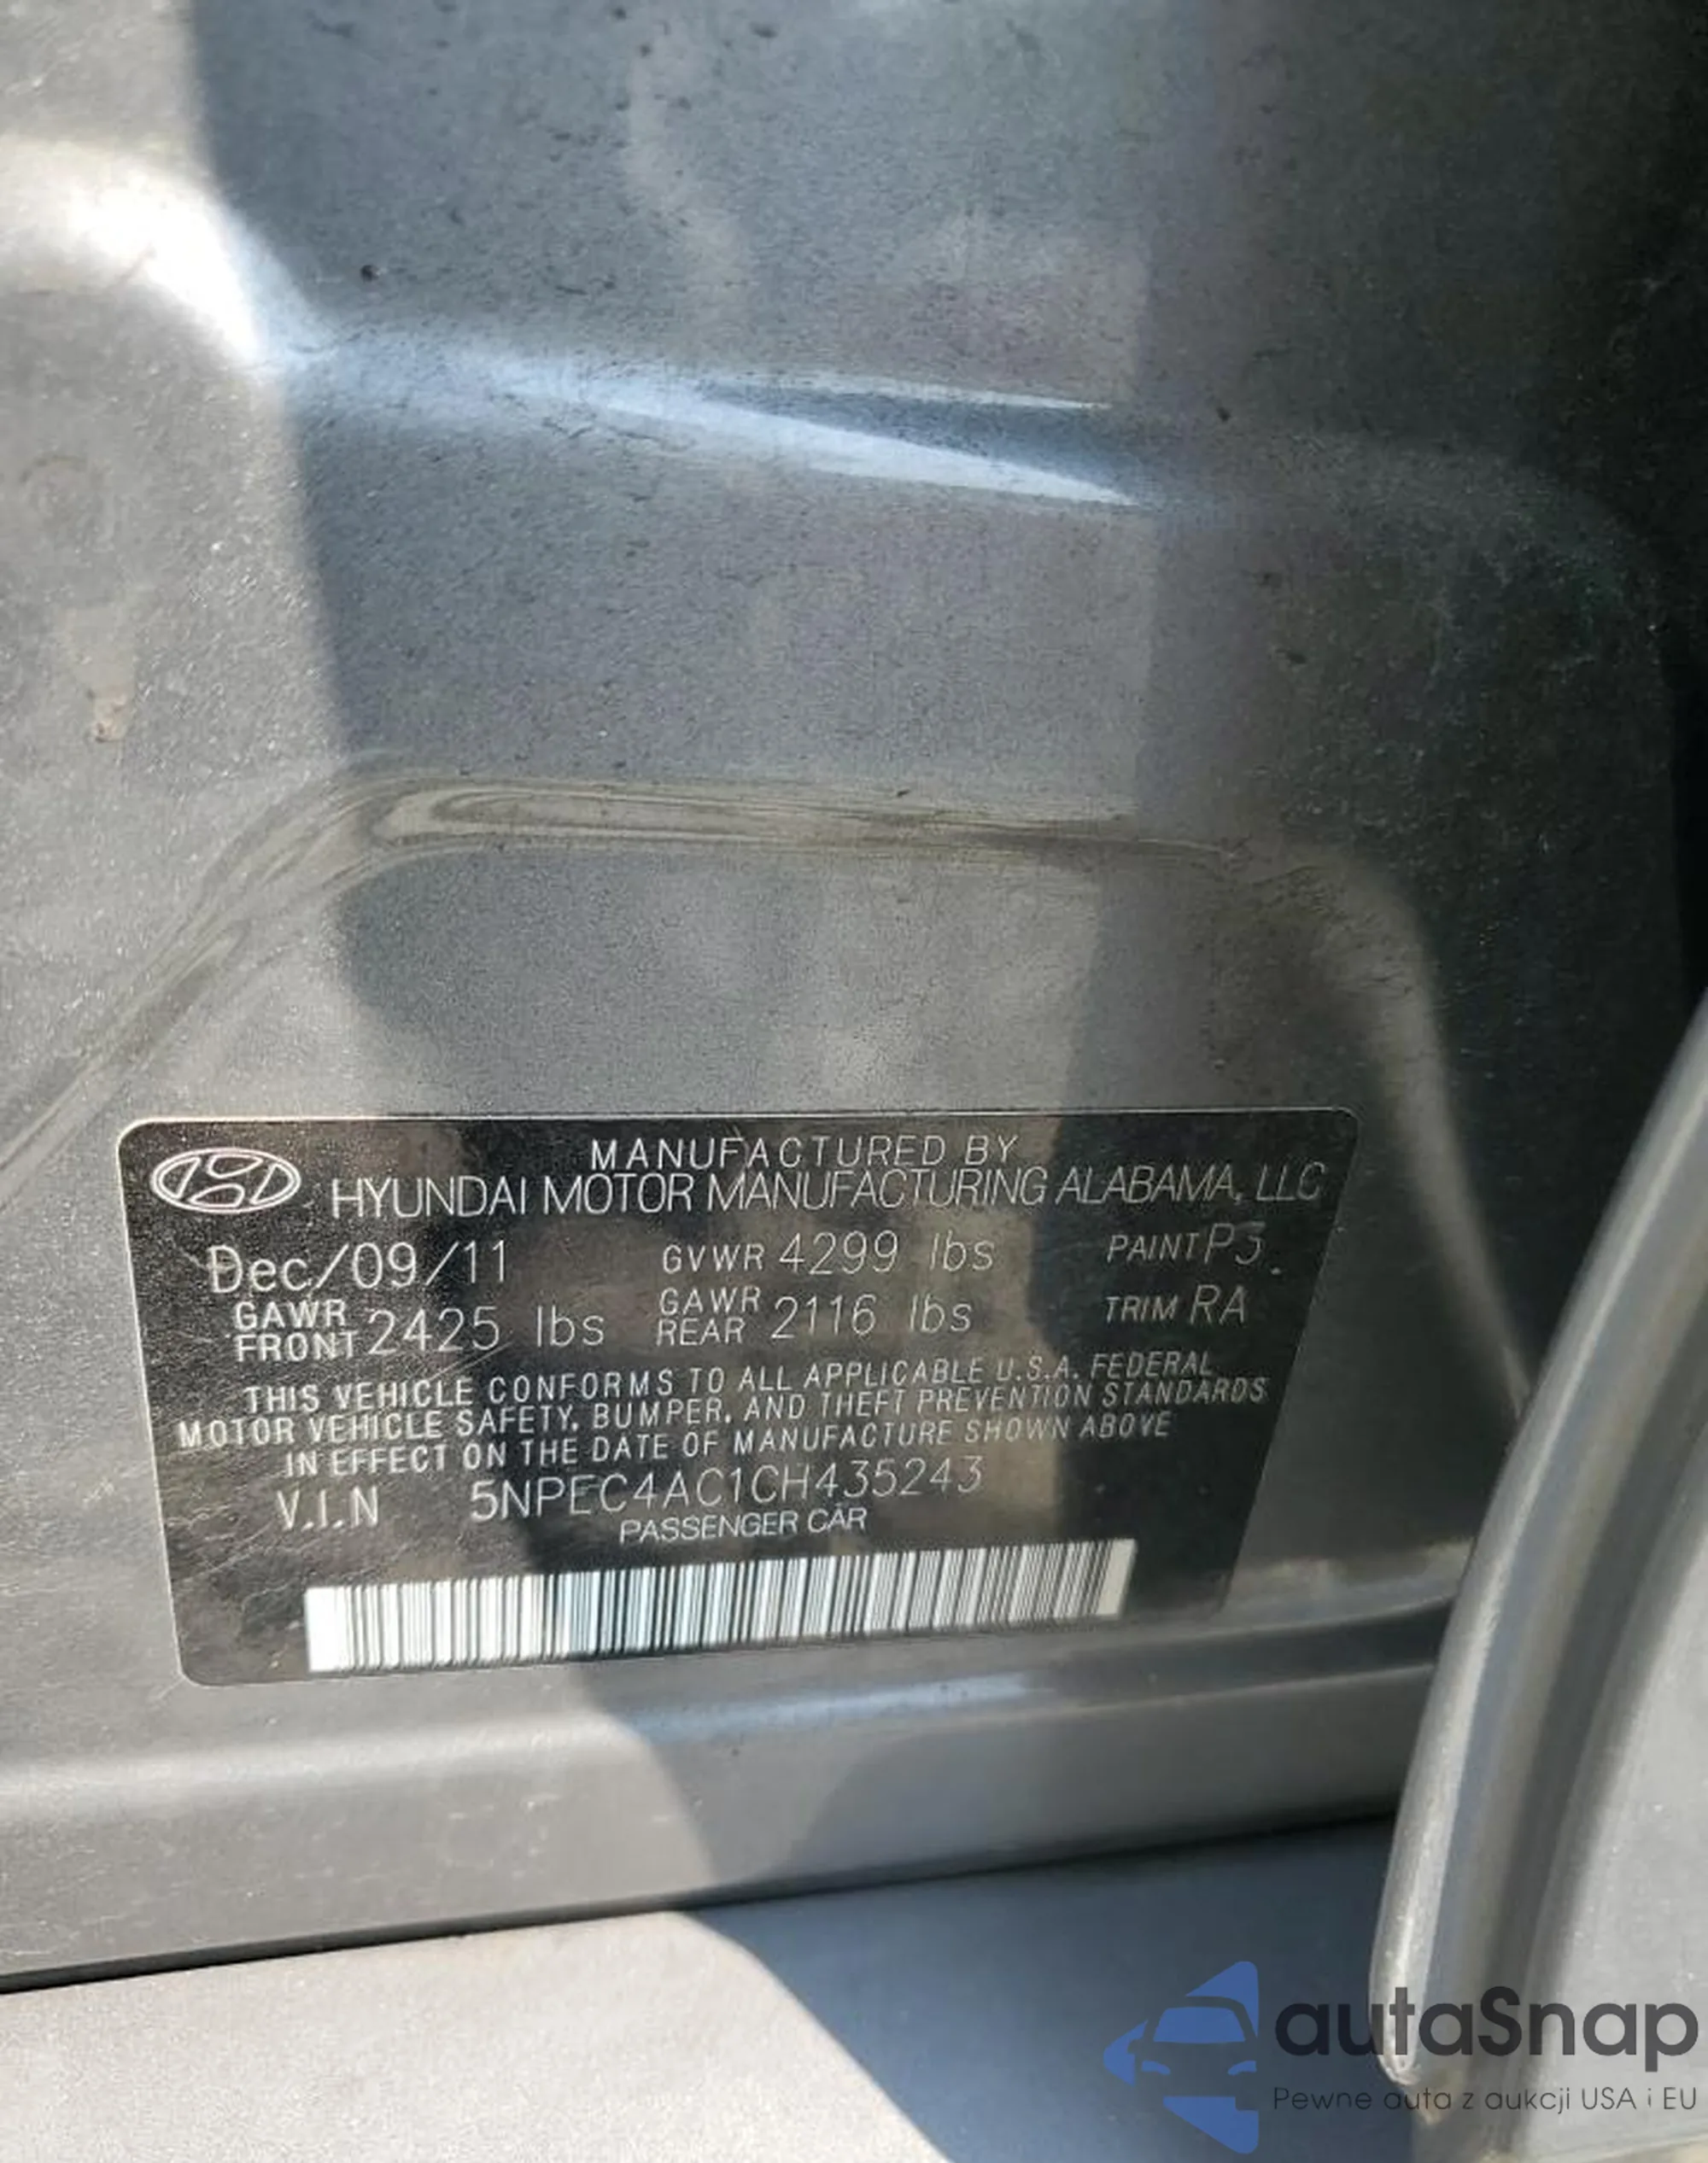 MANUFACTURED BY
HYUNDAI MOTOR MANUFACTURING ALABAMA, LLC
Dec/09/11 GVWR 4299 lbs PAINT P3
GAWR FRONT 2425 lbs GAWR REAR 2116 lbs TRIM RA
THIS VEHICLE CONFORMS TO ALL APPLICABLE U.S.A. FEDERAL
MOTOR VEHICLE SAFETY, BUMPER, AND THEFT PREVENTION STANDARDS
IN EFFECT ON THE DATE OF MANUFACTURE SHOWN ABOVE
V.I.N 5NPEC4AC1CH435243
PASSENGER CAR
autaSnap
Pewne auta z aukcji USA i EU